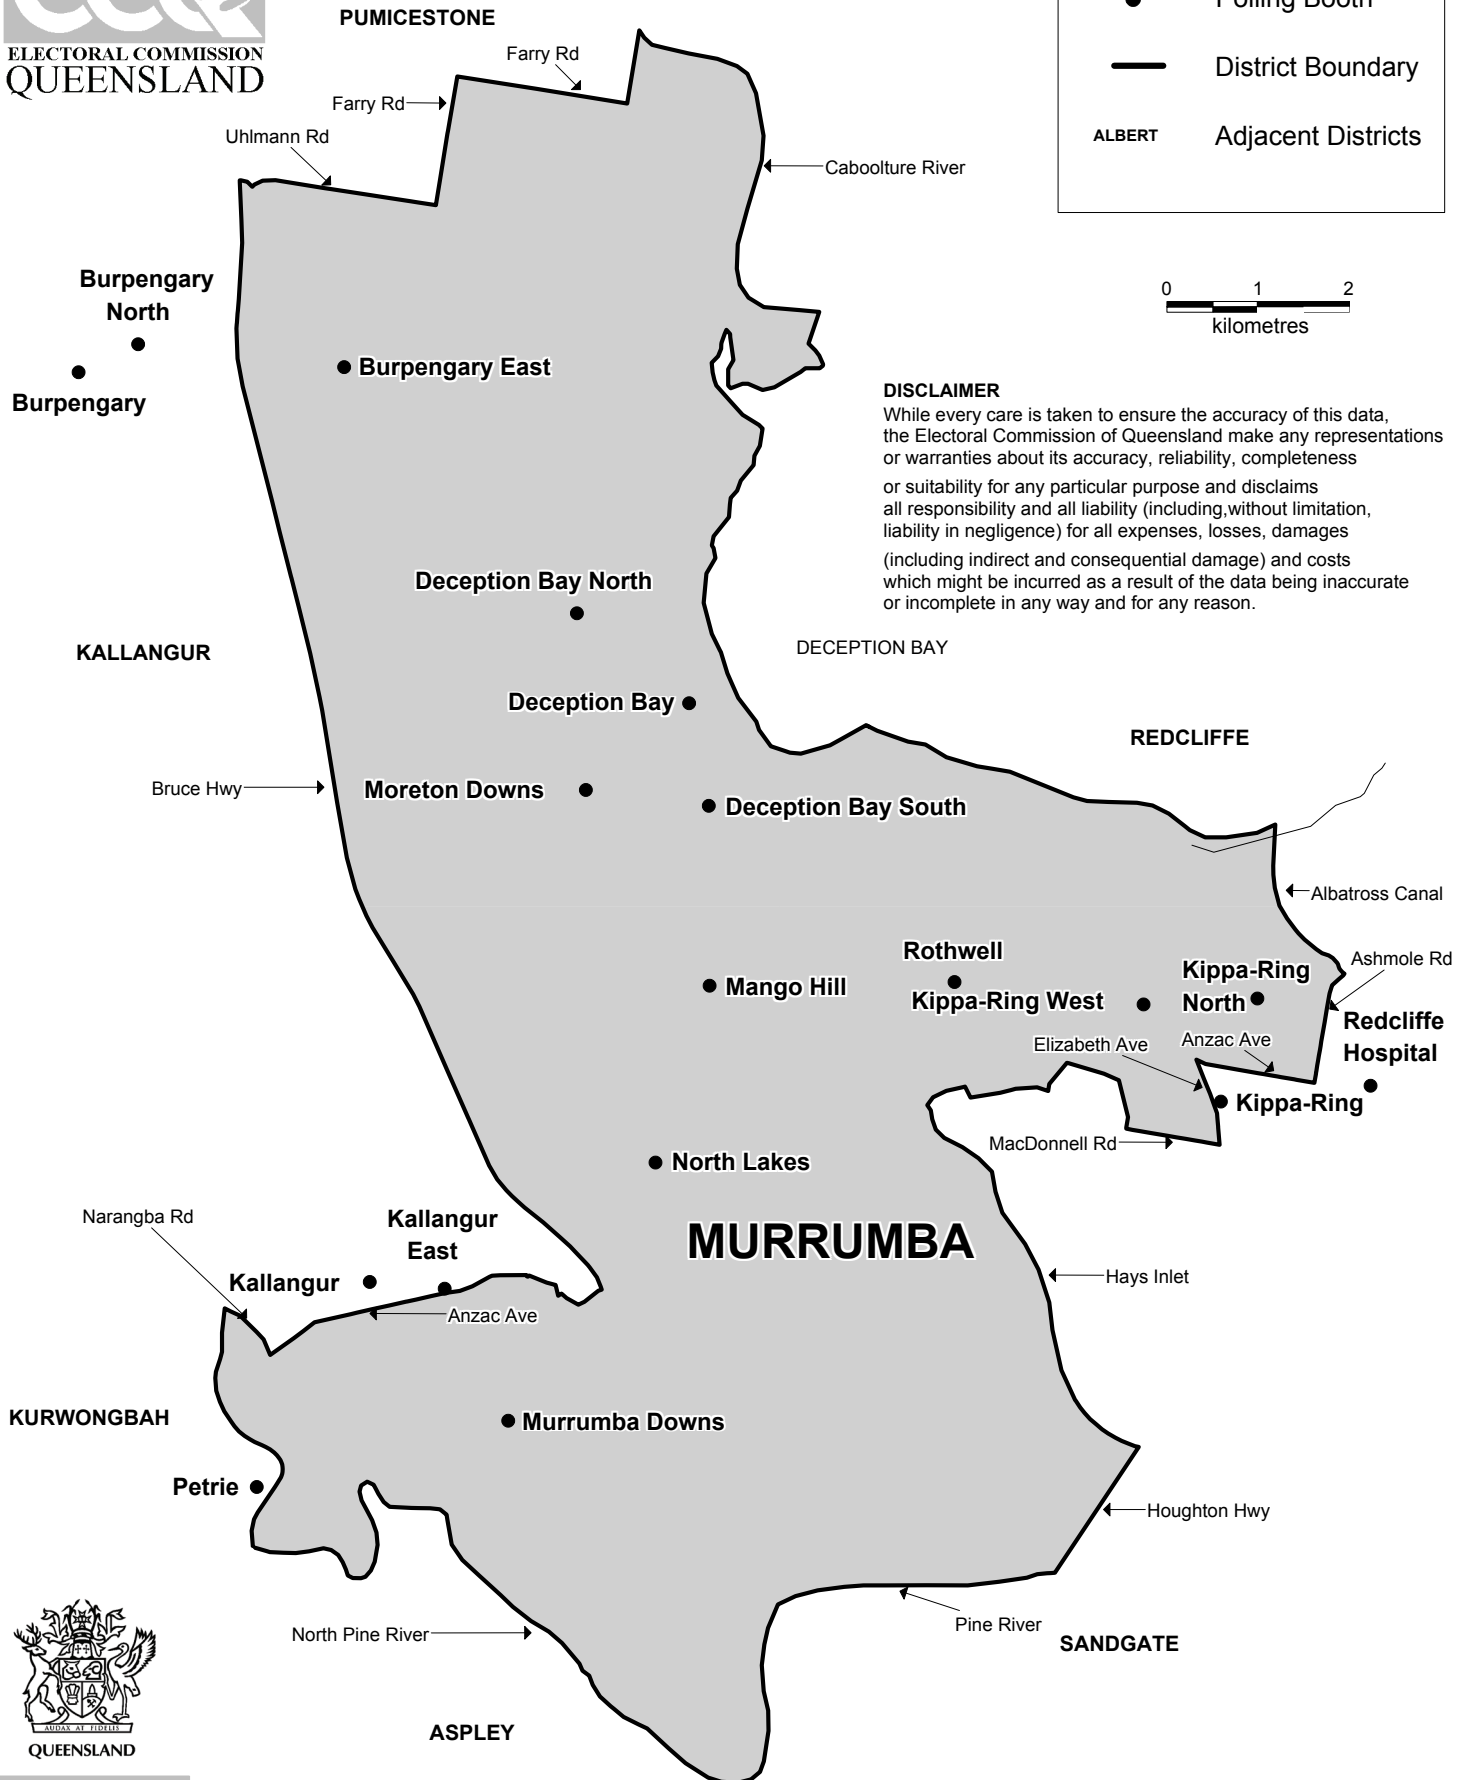 PUMICESTONE
ECQ
ELECTORAL COMMISSION
QUEENSLAND
Polling Booth
District Boundary
ALBERT
Adjacent Districts
Farry Rd
Farry Rd
Uhlmann Rd
Caboolture River
Burpengary
North
0 1 2
kilometres
Burpengary East
Burpengary
DISCLAIMER
While every care is taken to ensure the accuracy of this data,
the Electoral Commission of Queensland make any representations
or warranties about its accuracy, reliability, completeness
or suitability for any particular purpose and disclaims
all responsibility and all liability (including,without limitation,
liability in negligence) for all expenses, losses, damages
(including indirect and consequential damage) and costs
which might be incurred as a result of the data being inaccurate
or incomplete in any way and for any reason.
Deception Bay North
KALLANGUR
DECEPTION BAY
Deception Bay
REDCLIFFE
Bruce Hwy
Moreton Downs
Deception Bay South
Albatross Canal
Rothwell
Ashmole Rd
Kippa-Ring
North
Mango Hill
Kippa-Ring West
Redcliffe
Hospital
Elizabeth Ave
Anzac Ave
Kippa-Ring
MacDonnell Rd
North Lakes
Narangba Rd
Kallangur
East
MURRUMBA
Kallangur
Hays Inlet
Anzac Ave
KURWONGBAH
Murrumba Downs
Petrie
Houghton Hwy
North Pine River
Pine River
SANDGATE
ASPLEY
AUDAX AT FIDELIS
QUEENSLAND